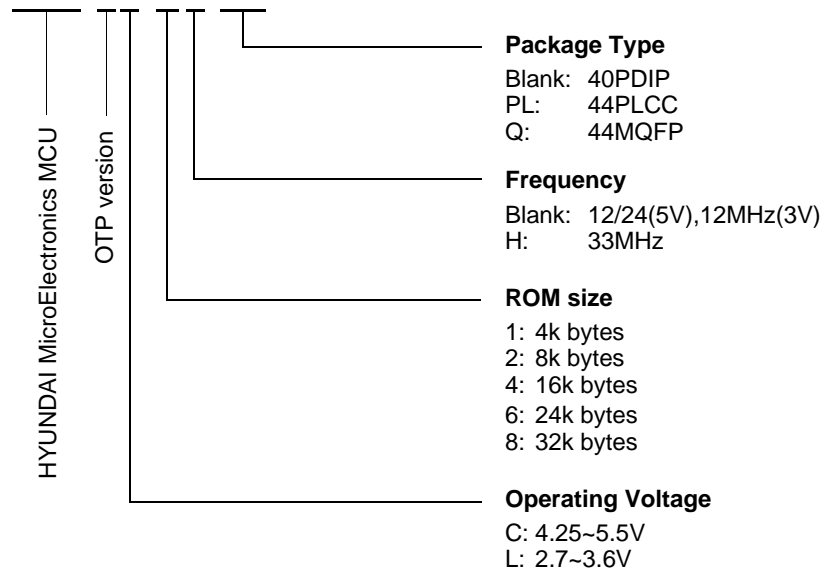 Package Type
Blank: 40PDIP
PL: 44PLCC
Q: 44MQFP
Frequency
Blank: 12/24(5V),12MHz(3V)
H: 33MHz
ROM size
1: 4k bytes
2: 8k bytes
4: 16k bytes
6: 24k bytes
8: 32k bytes
Operating Voltage
C: 4.25~5.5V
L: 2.7~3.6V
OTP version
HYUNDAI MicroElectronics MCU